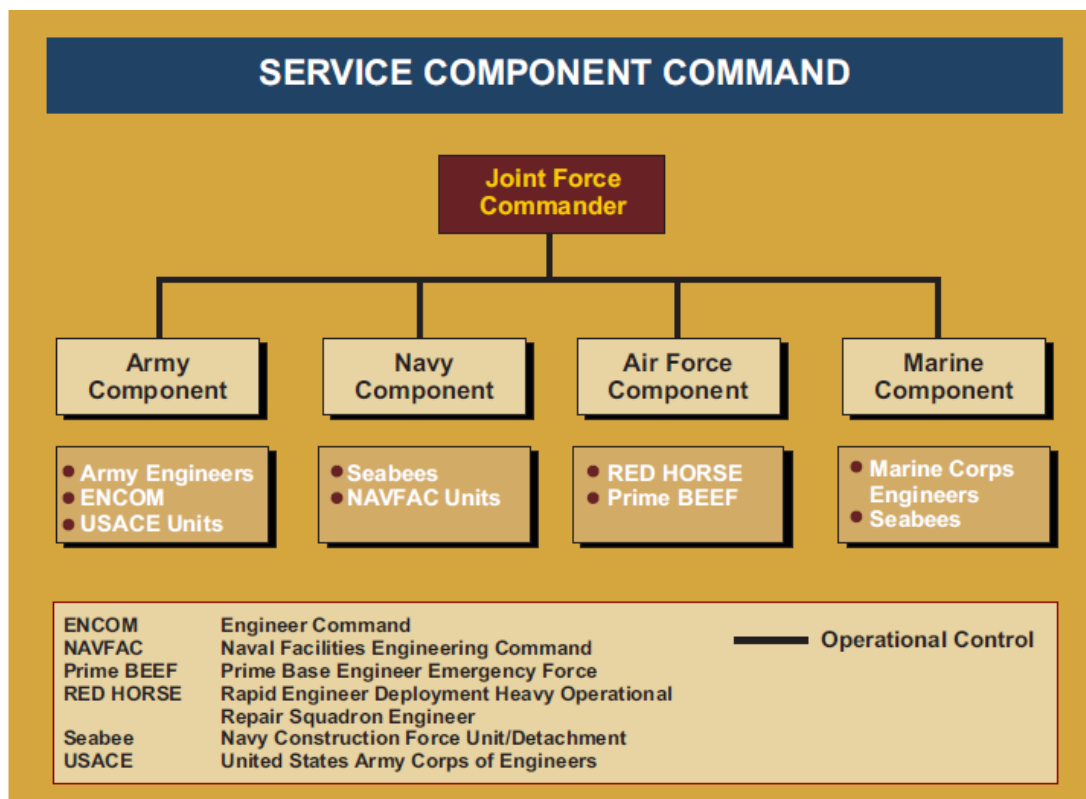 SERVICE COMPONENT COMMAND
Joint Force
Commander
Army
Component
Navy
Component
Air Force
Component
Marine
Component
Army Engineers
ENCOM
USACE Units
Seabees
NAVFAC Units
RED HORSE
Prime BEEF
Marine Corps
Engineers
Seabees
ENCOM Engineer Command
NAVFAC Naval Facilities Engineering Command
Prime BEEF Prime Base Engineer Emergency Force
RED HORSE Rapid Engineer Deployment Heavy Operational
Repair Squadron Engineer
Seabee Navy Construction Force Unit/Detachment
USACE United States Army Corps of Engineers
Operational Control